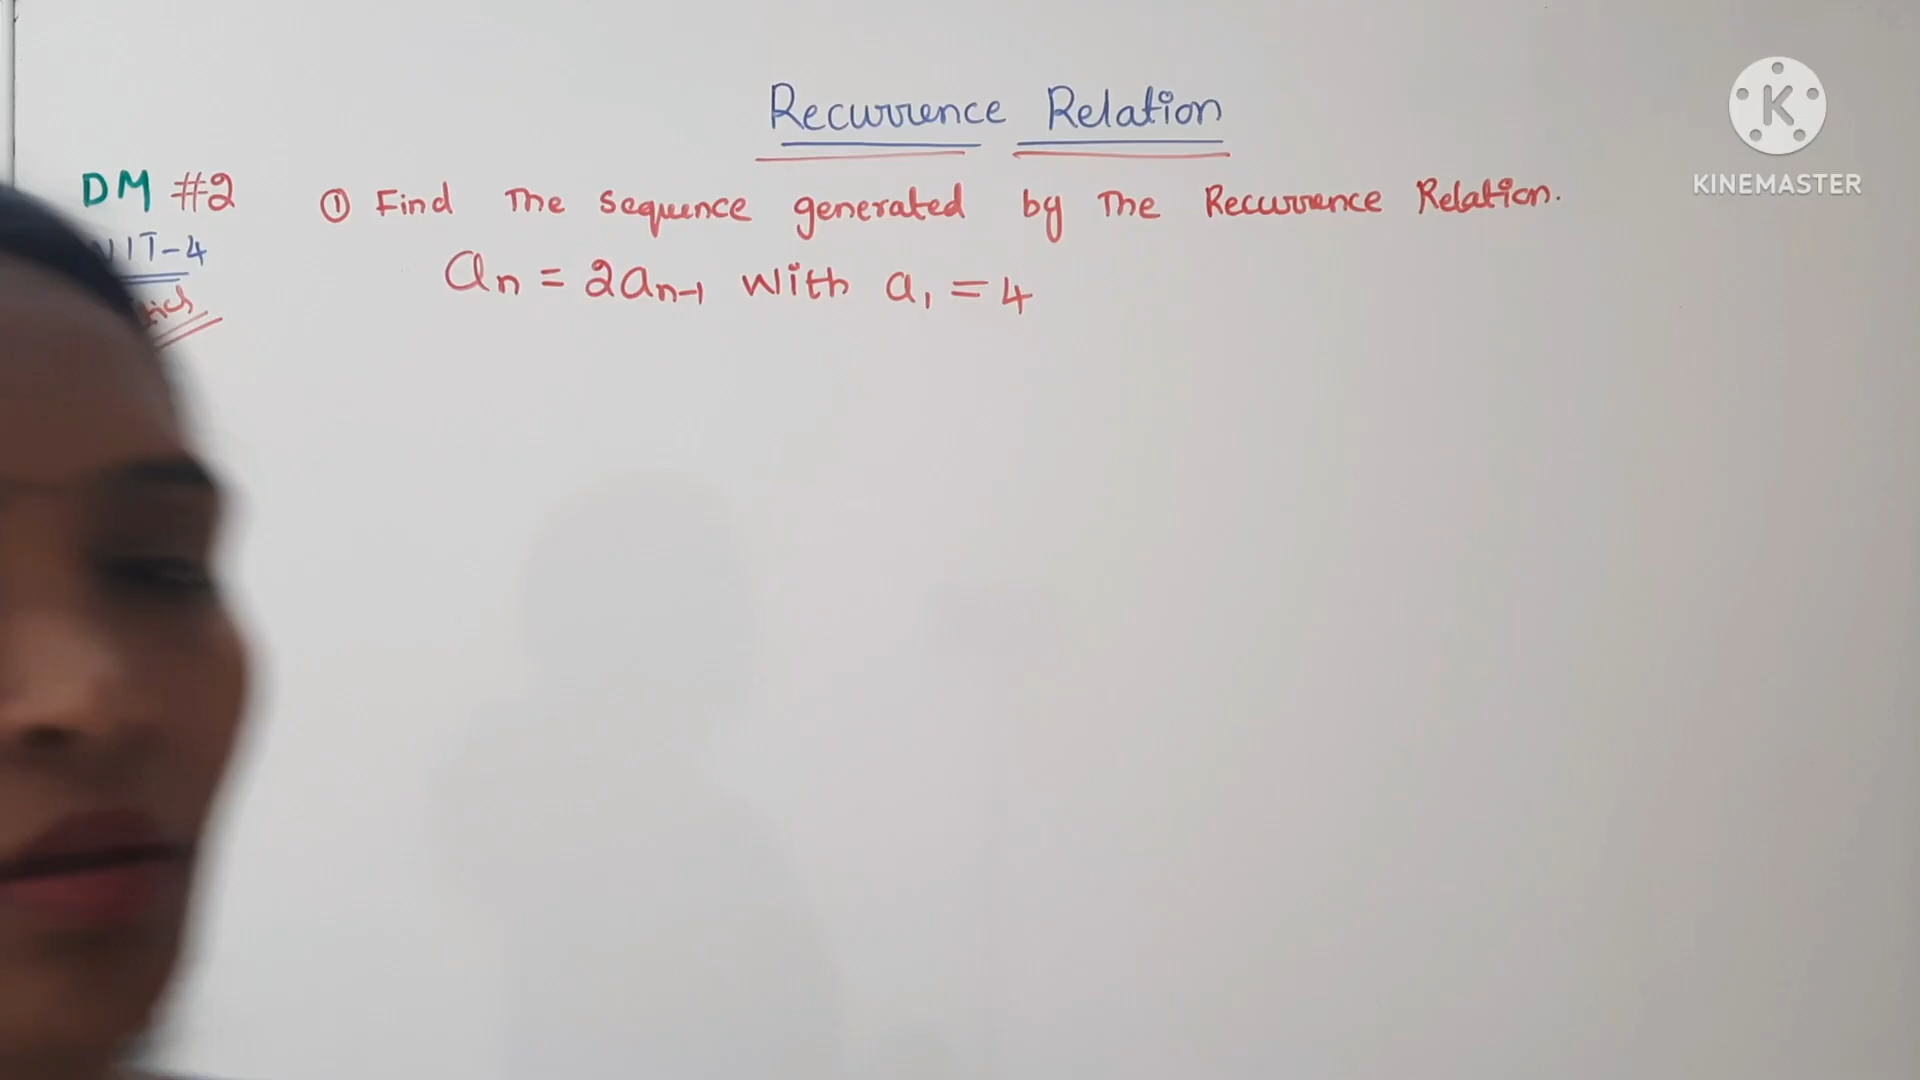 Recurrence Relation
KINEMASTER
DM #2
① Find The Sequence generated by The Recurrence Relation.
an = 2an-1 with a1 = 4